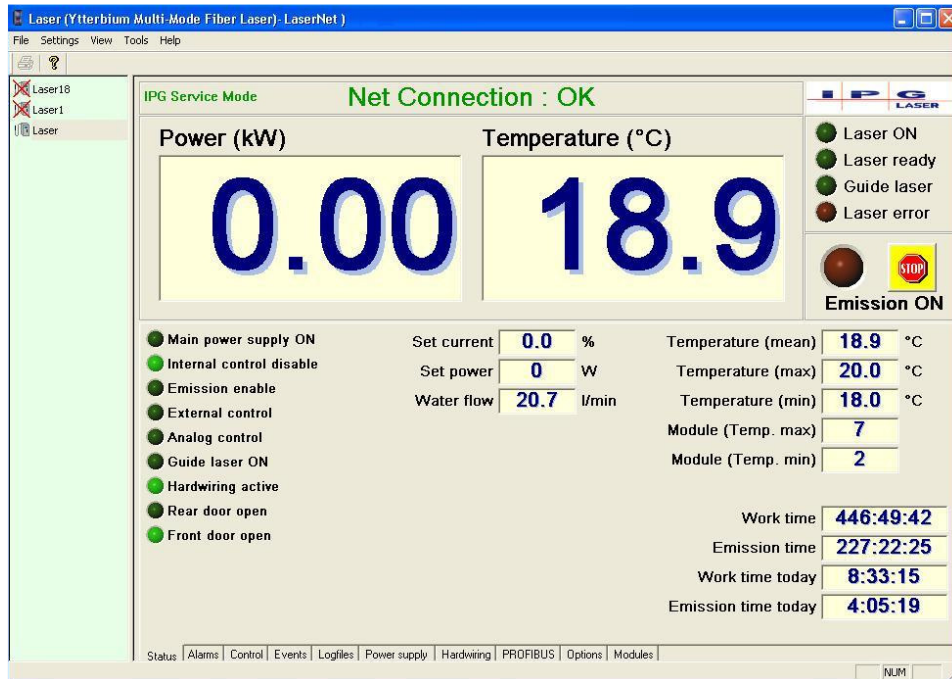 Laser (Ytterbium Multi-Mode Fiber Laser)- LaserNet )
File Settings View Tools Help
Laser18
Laser1
Laser
IPG Service Mode
Net Connection : OK
IPG
LASER
Power (kW)
Temperature (°C)
0.00
18.9
Laser ON
Laser ready
Guide laser
Laser error
STOP
Emission ON
Main power supply ON
Internal control disable
Emission enable
External control
Analog control
Guide laser ON
Hardwiring active
Rear door open
Front door open
Set current 0.0 %
Set power 0 W
Water flow 20.7 l/min
Temperature (mean) 18.9 °C
Temperature (max) 20.0 °C
Temperature (min) 18.0 °C
Module (Temp. max) 7
Module (Temp. min) 2
Work time 446:49:42
Emission time 227:22:25
Work time today 8:33:15
Emission time today 4:05:19
Status Alarms Control Events Logfiles Power supply Hardwiring PROFIBUS Options Modules
NUM